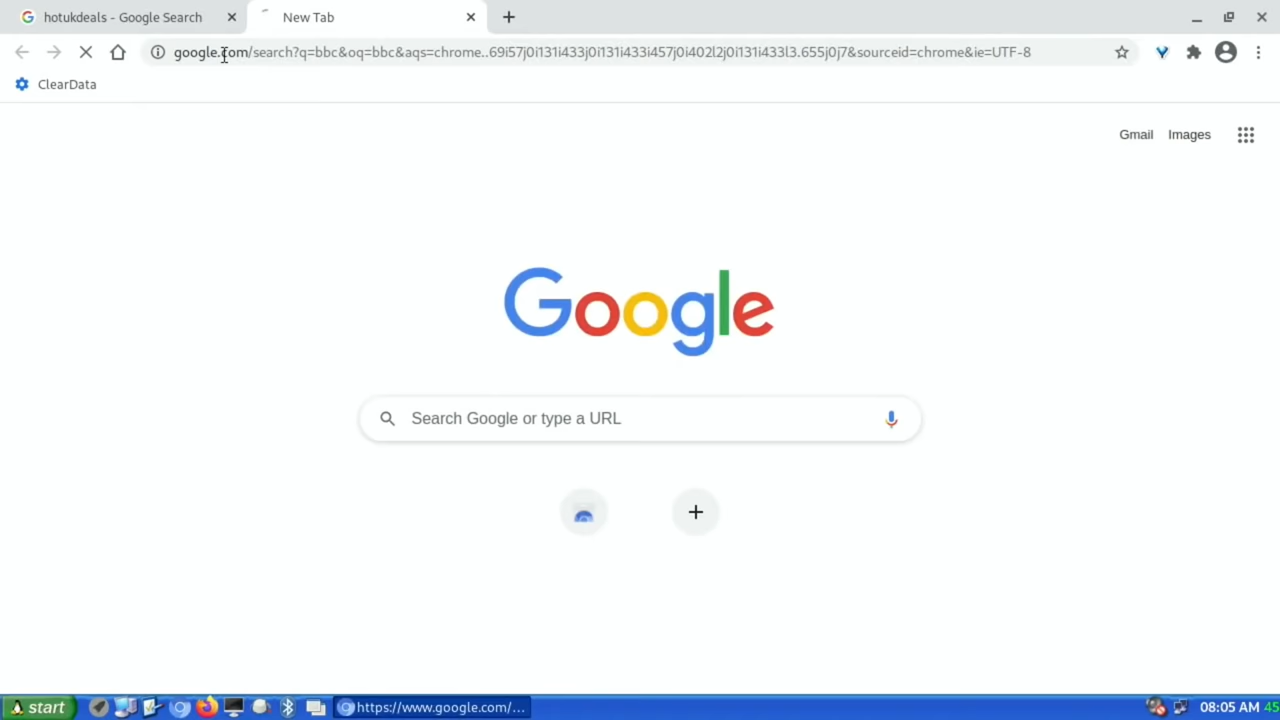 hotukdeals - Google Search
New Tab
google.com/search?q=bbc&oq=bbc&aqs=chrome..69i57j0i131i433j0i131i433i457j0i402l2j0i131i433l3.655j0j7&sourceid=chrome&ie=UTF-8
ClearData
Gmail Images
Google
Search Google or type a URL
start
https://www.google.com/...
08:05 AM 45